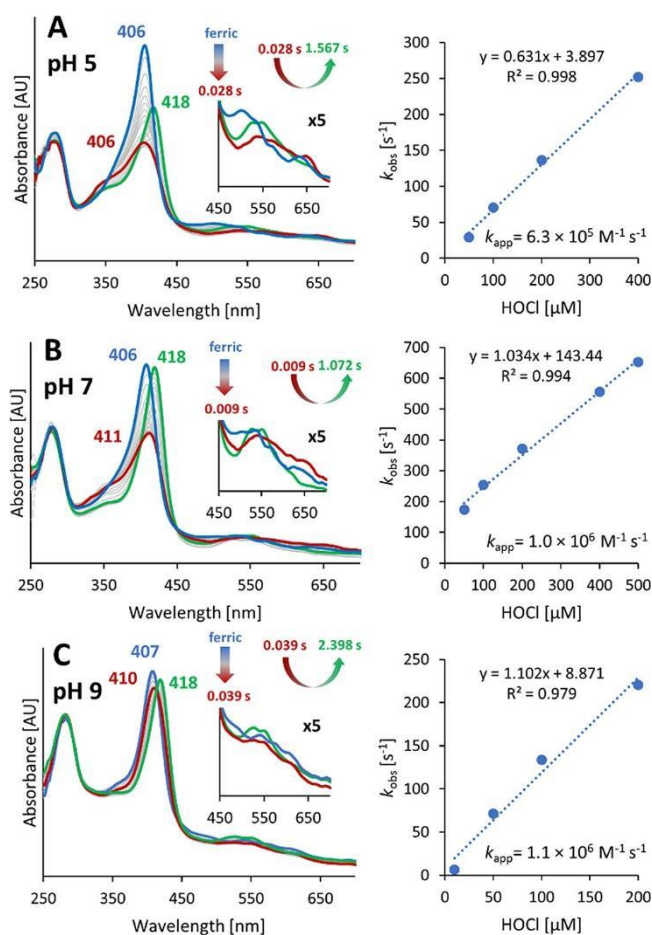 A
pH 5
406
418
406
ferric
0.028 s
0.028 s 1.567 s
x5
450 550 650
Absorbance [AU]
250 350 450 550 650
Wavelength [nm]
y = 0.631x + 3.897
R² = 0.998
300
250
200
150
100
50
0
kobs [s⁻¹]
kapp = 6.3 × 10⁵ M⁻¹ s⁻¹
0 100 200 300 400
HOCl [µM]
B
pH 7
406 418
411
ferric
0.009 s
0.009 s 1.072 s
x5
450 550 650
Absorbance [AU]
250 350 450 550 650
Wavelength [nm]
y = 1.034x + 143.44
R² = 0.994
700
600
500
400
300
200
100
0
kobs [s⁻¹]
kapp= 1.0 × 10⁶ M⁻¹ s⁻¹
0 100 200 300 400 500
HOCl [µM]
C
pH 9
407
410
418
ferric
0.039 s
0.039 s 2.398 s
x5
450 550 650
Absorbance [AU]
250 350 450 550 650
Wavelength [nm]
y = 1.102x + 8.871
R² = 0.979
250
200
150
100
50
0
kobs [s⁻¹]
kapp = 1.1 × 10⁶ M⁻¹ s⁻¹
0 50 100 150 200
HOCl [µM]